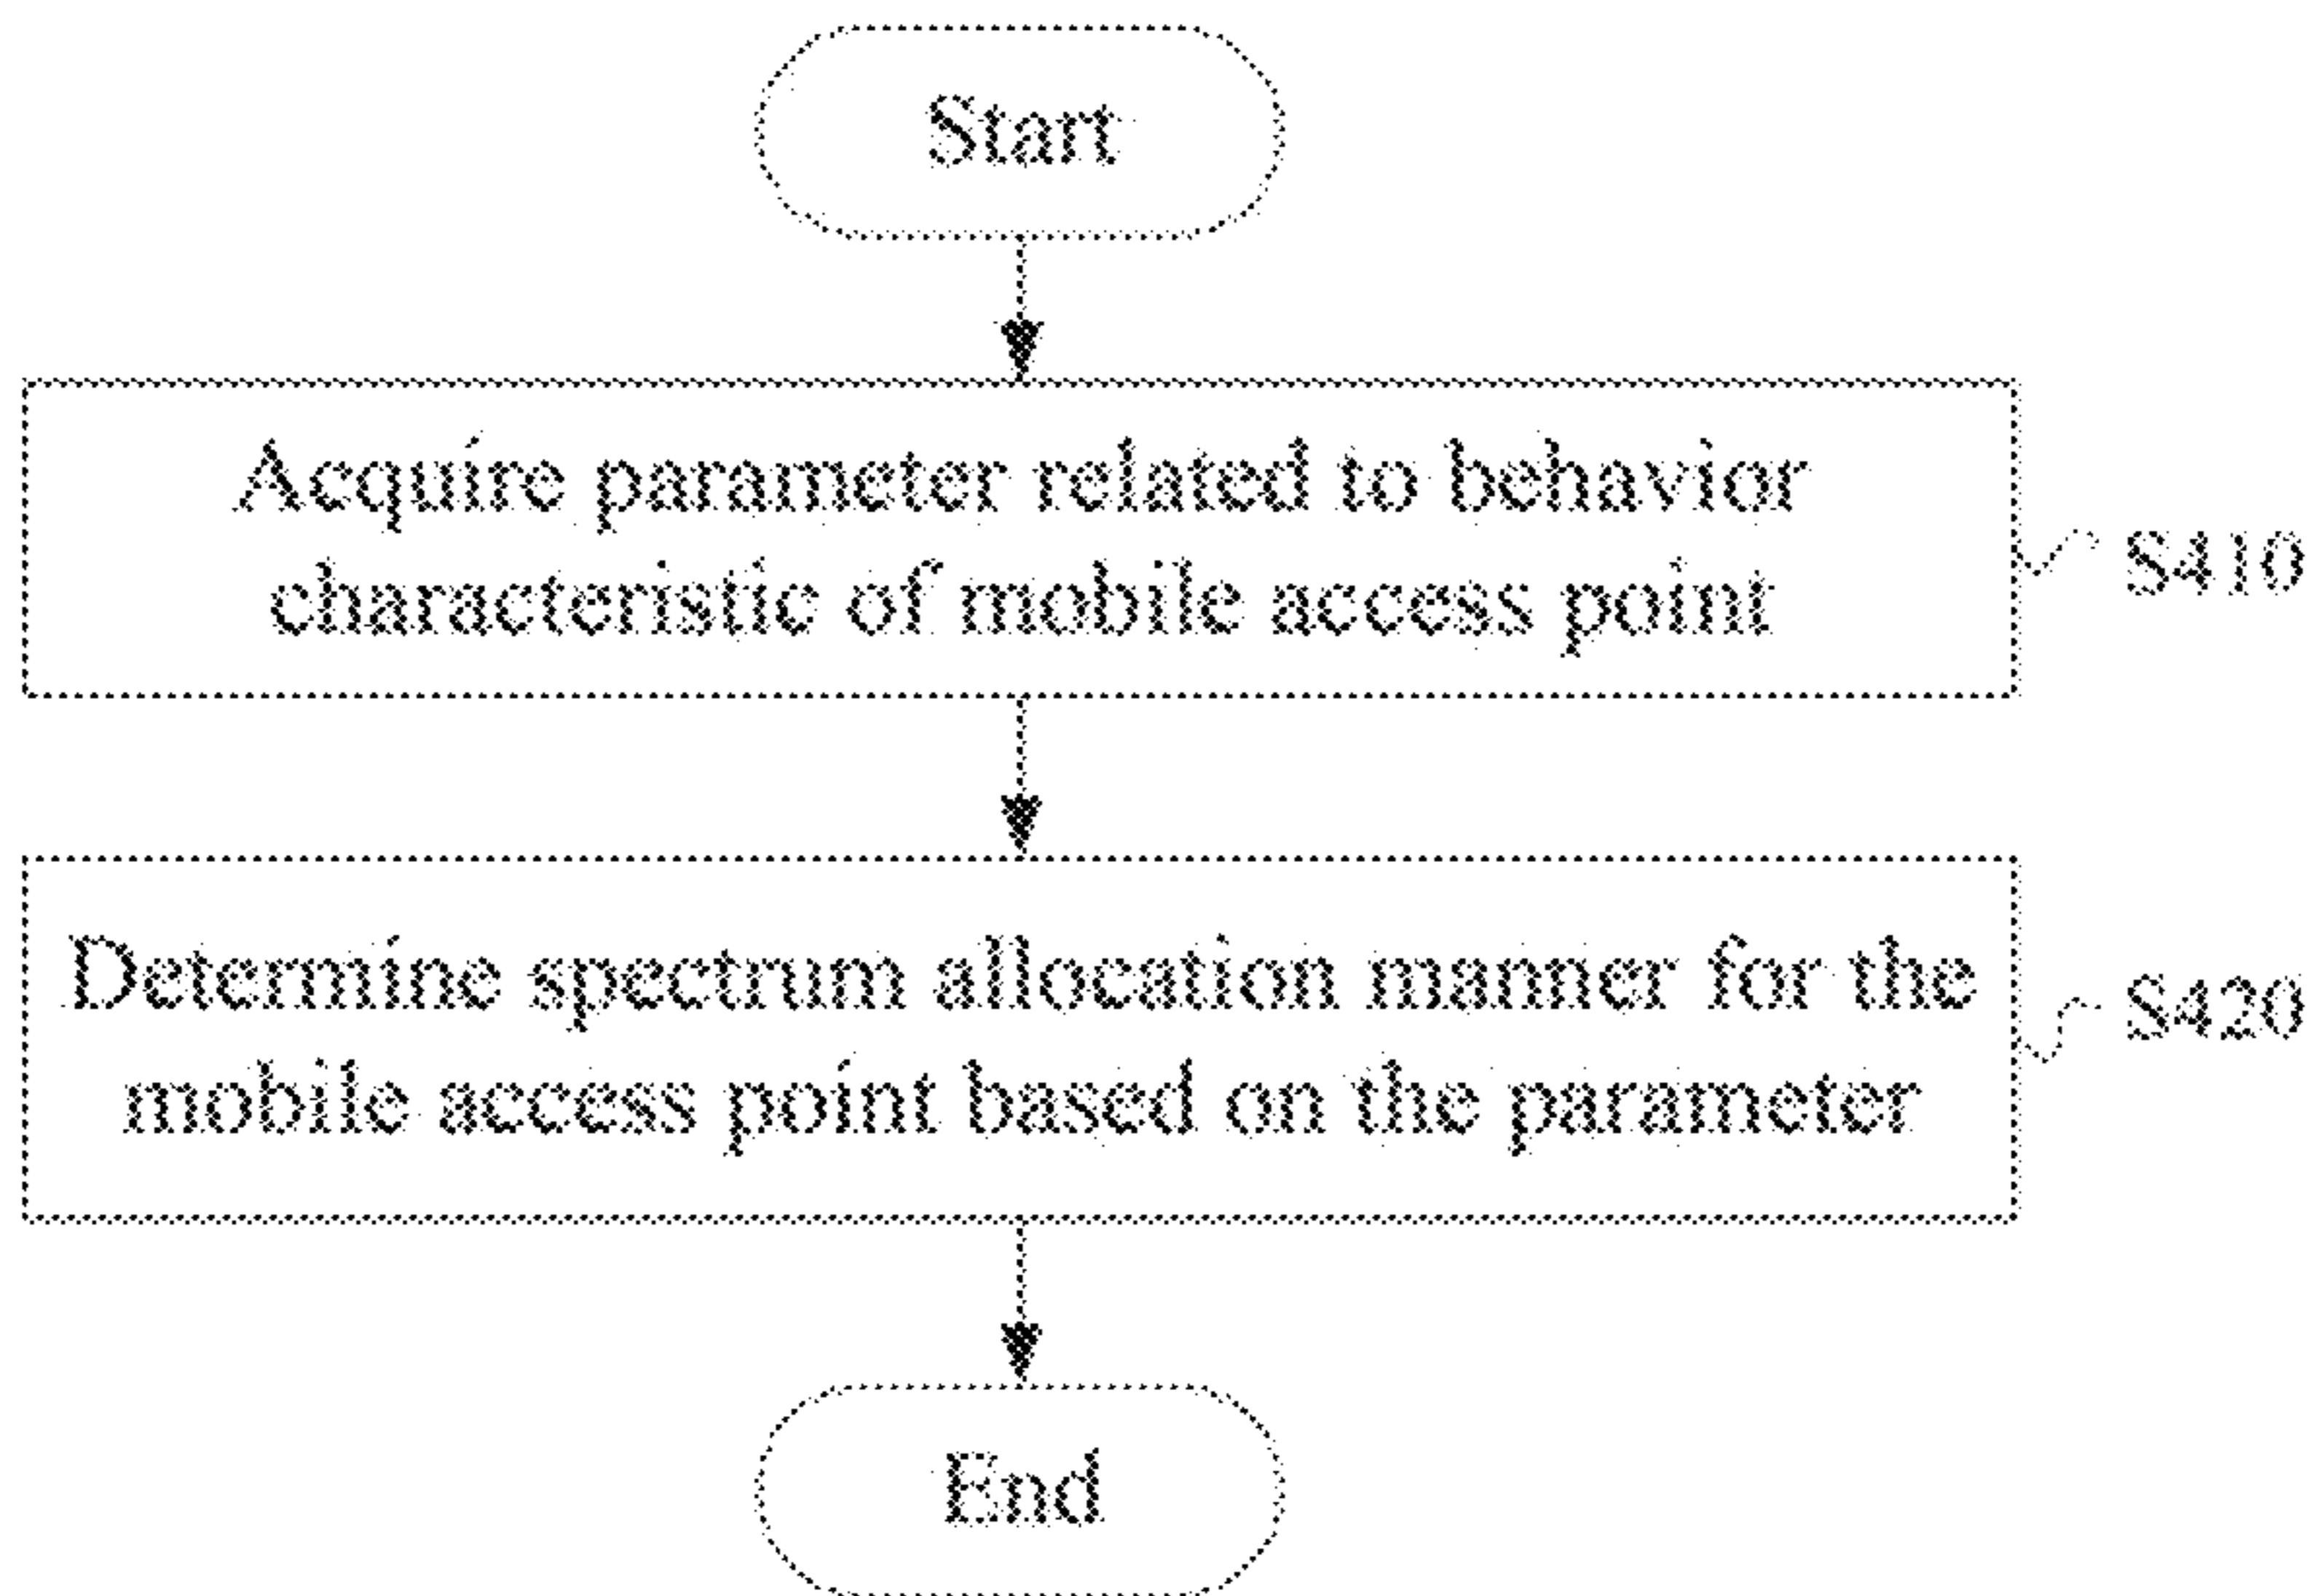 Start
Acquire parameter related to behavior
characteristic of mobile access point
S410
Determine spectrum allocation manner for the
mobile access point based on the parameter
S420
End